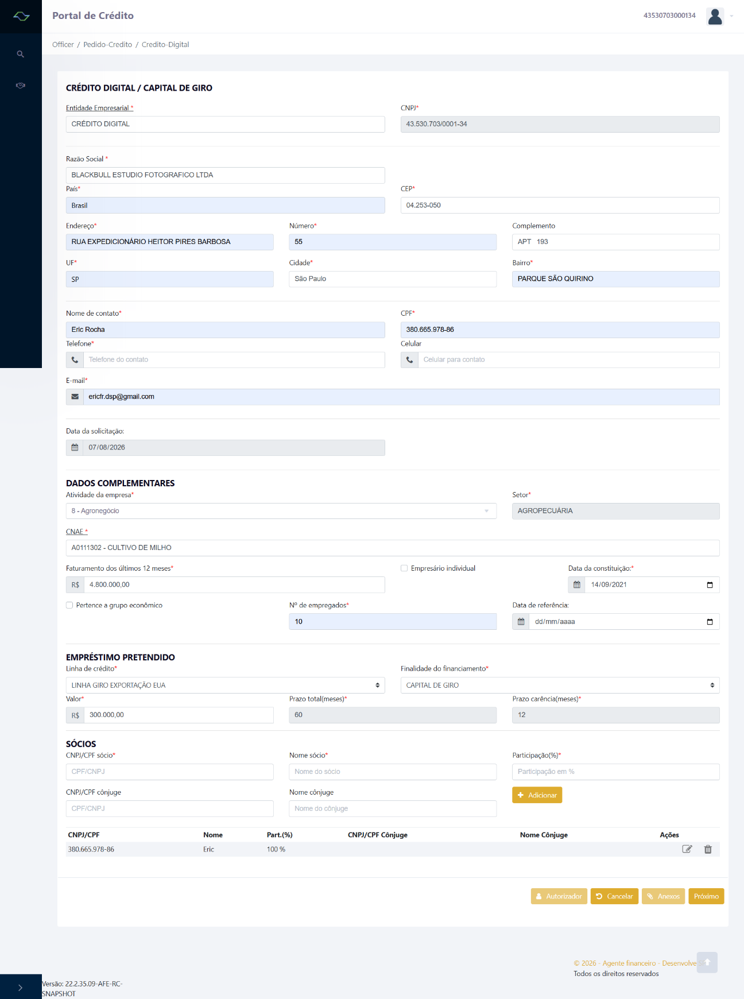 Portal de Crédito
43530703000134
Officer / Pedido-Credito / Credito-Digital
CRÉDITO DIGITAL / CAPITAL DE GIRO
Entidade Empresarial *
CNPJ*
CRÉDITO DIGITAL
43.530.703/0001-34
Razão Social *
BLACKBULL ESTUDIO FOTOGRAFICO LTDA
País*
CEP*
Brasil
04.253-050
Endereço*
Número*
Complemento
RUA EXPEDICIONÁRIO HEITOR PIRES BARBOSA
55
APT 193
UF*
Cidade*
Bairro*
SP
São Paulo
PARQUE SÃO QUIRINO
Nome de contato*
CPF*
Eric Rocha
380.665.978-86
Telefone*
Celular
Telefone do contato
Celular para contato
E-mail*
ericfr.dsp@gmail.com
Data da solicitação:
07/08/2026
DADOS COMPLEMENTARES
Atividade da empresa*
Setor*
8 - Agronegócio
AGROPECUÁRIA
CNAE *
A0111302 - CULTIVO DE MILHO
Faturamento dos últimos 12 meses*
Empresário individual
Data da constituição:*
R$ 4.800.000,00
14/09/2021
Pertence a grupo econômico
Nº de empregados*
Data de referência:
10
dd/mm/aaaa
EMPRÉSTIMO PRETENDIDO
Linha de crédito*
Finalidade do financiamento*
LINHA GIRO EXPORTAÇÃO EUA
CAPITAL DE GIRO
Valor*
Prazo total(meses)*
Prazo carência(meses)*
R$ 300.000,00
60
12
SÓCIOS
CNPJ/CPF sócio*
Nome sócio*
Participação(%)*
CPF/CNPJ
Nome do sócio
Participação em %
CNPJ/CPF cônjuge
Nome cônjuge
Adicionar
CPF/CNPJ
Nome do cônjuge
CNPJ/CPF Nome Part.(%) CNPJ/CPF Cônjuge Nome Cônjuge Ações
380.665.978-86 Eric 100 %
Autorizador
Cancelar
Anexos
Próximo
© 2026 - Agente financeiro - Desenvolve
Todos os direitos reservados
Versão: 22.2.35.09-AFE-RC-
SNAPSHOT